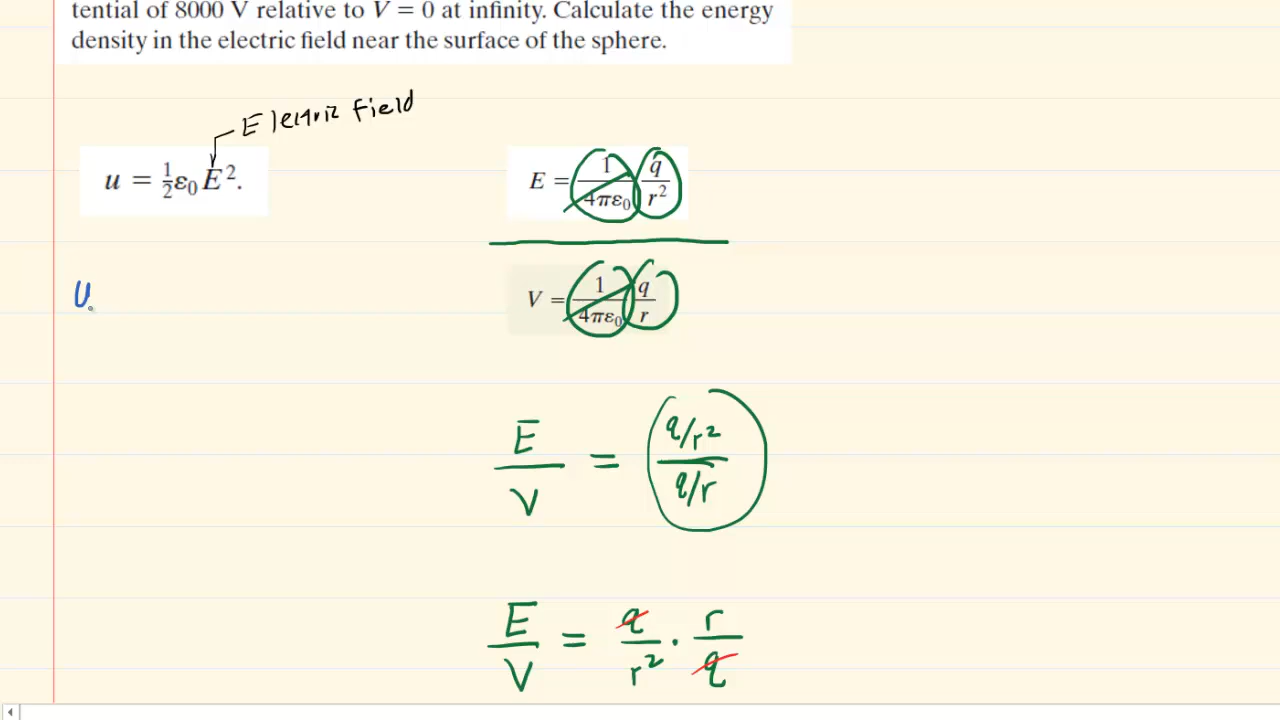 tential of 8000 V relative to V = 0 at infinity. Calculate the energy
density in the electric field near the surface of the sphere.
Electric Field
u = ½ε₀E².
E = 1/4πε₀ q/r²
U.
V = 1/4πε₀ q/r
E/V = (q/r²)/(q/r)
E/V = q/r² · r/q